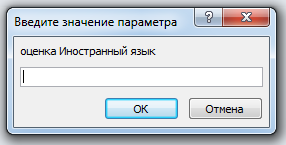 Введите значение параметра
?
оценка Иностранный язык
ОК
Отмена